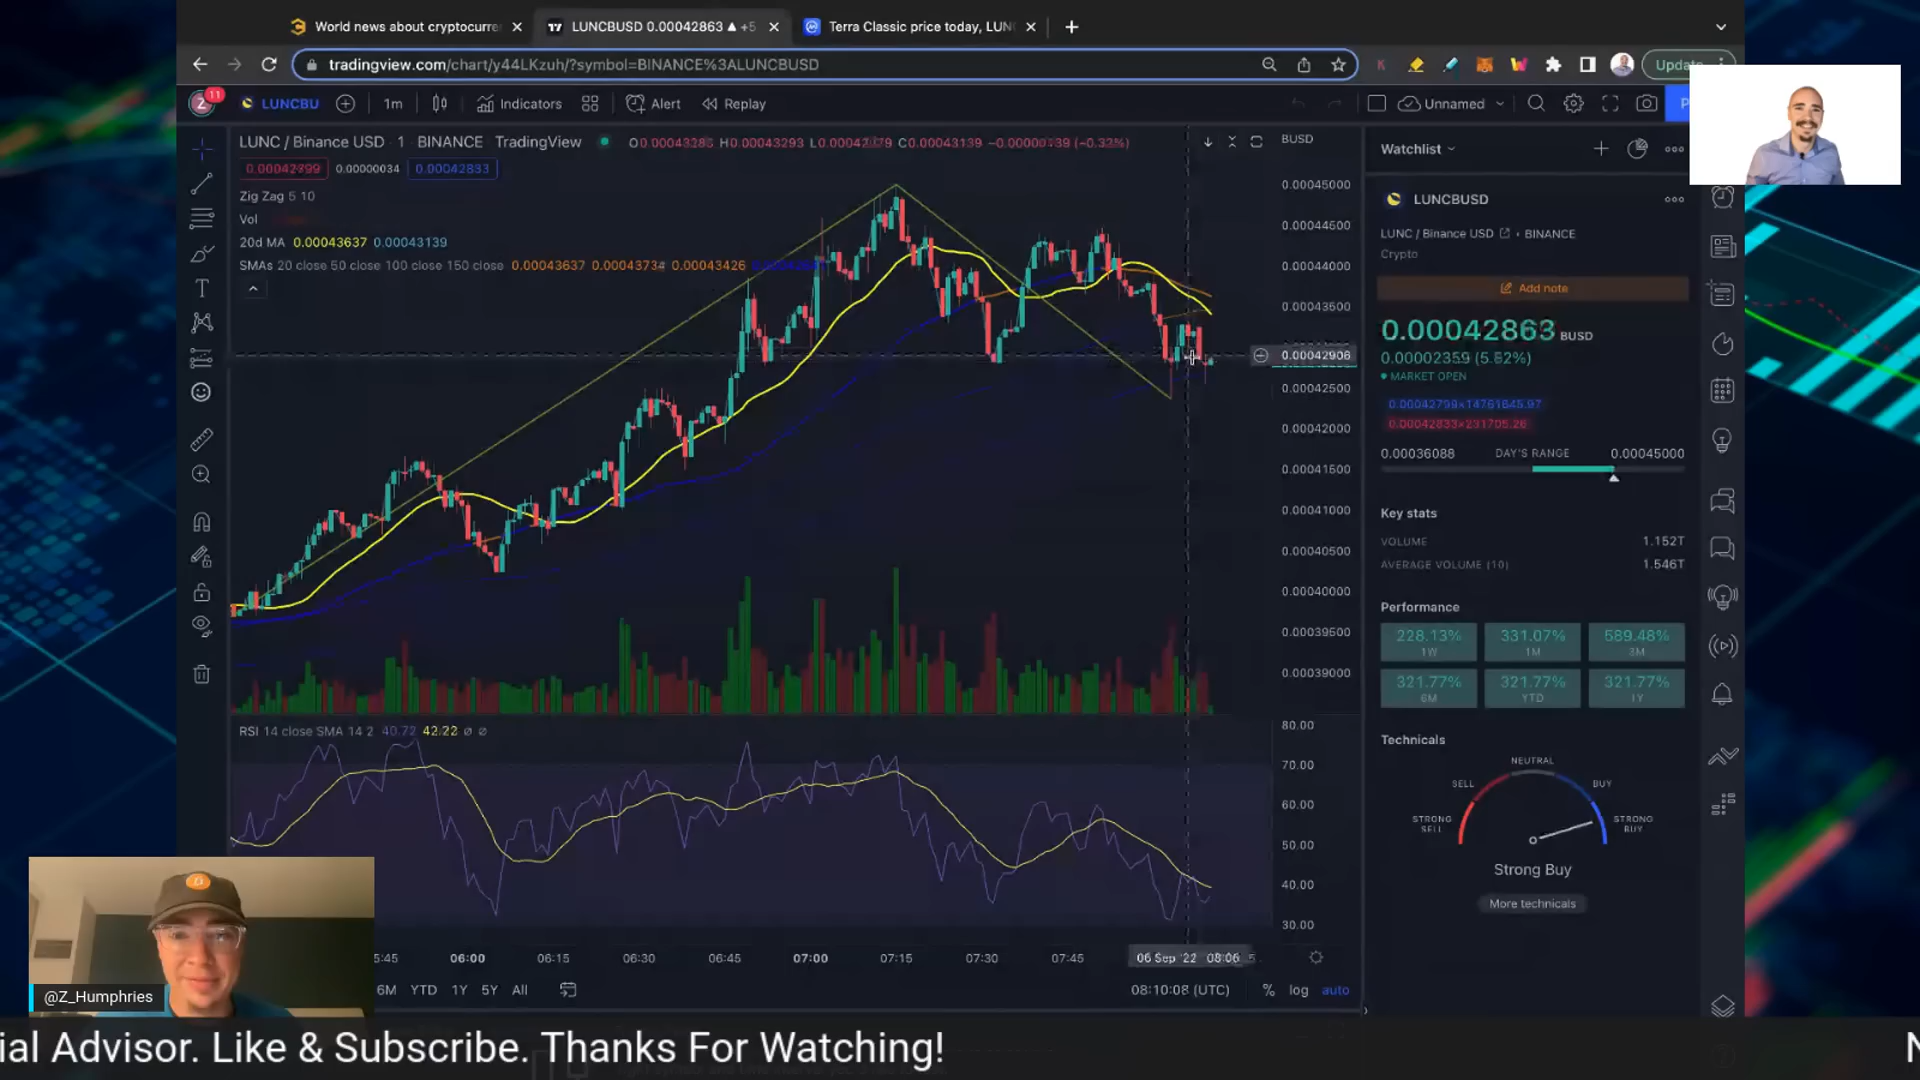 World news about cryptocurre
LUNCBUSD 0.00042863 ▲ +5
Terra Classic price today, LUN
tradingview.com/chart/y44LKzuh/?symbol=BINANCE%3ALUNCBUSD
Update
11
Z
LUNCBU
1m
Indicators
Alert
Replay
Unnamed
P
LUNC / Binance USD · 1 · BINANCE · TradingView
H0.00043293 C0.00043139 (-0.32%)
BUSD
0.00000034
Zig Zag 5 10
Vol
20d MA 0.00043637 0.00043139
SMAs 20 close 50 close 100 close 150 close 0.00043637 0.00043426
0.00045000
0.00044500
0.00044000
0.00043500
0.00042906
0.00042500
0.00042000
0.00041500
0.00041000
0.00040500
0.00040000
0.00039500
0.00039000
RSI 14 close SMA 14 2 40.72 42.22 ø ø
80.00
70.00
60.00
50.00
40.00
30.00
5:45
06:00
06:15
06:30
06:45
07:00
07:15
07:30
07:45
06 Sep '22 08:06
6M
YTD
1Y
5Y
All
08:10:08 (UTC)
%
log
auto
Watchlist
LUNCBUSD
LUNC / Binance USD · BINANCE
Crypto
Add note
0.00042863 BUSD
0.00002359 (5.82%)
MARKET OPEN
0.00036088 DAY'S RANGE 0.00045000
Key stats
VOLUME 1.152T
AVERAGE VOLUME (10) 1.546T
Performance
228.13% 331.07% 589.48%
1W 1M 3M
321.77% 321.77% 321.77%
6M YTD 1Y
Technicals
NEUTRAL
SELL BUY
STRONG SELL
STRONG BUY
Strong Buy
More technicals
@Z_Humphries
ial Advisor. Like & Subscribe. Thanks For Watching!